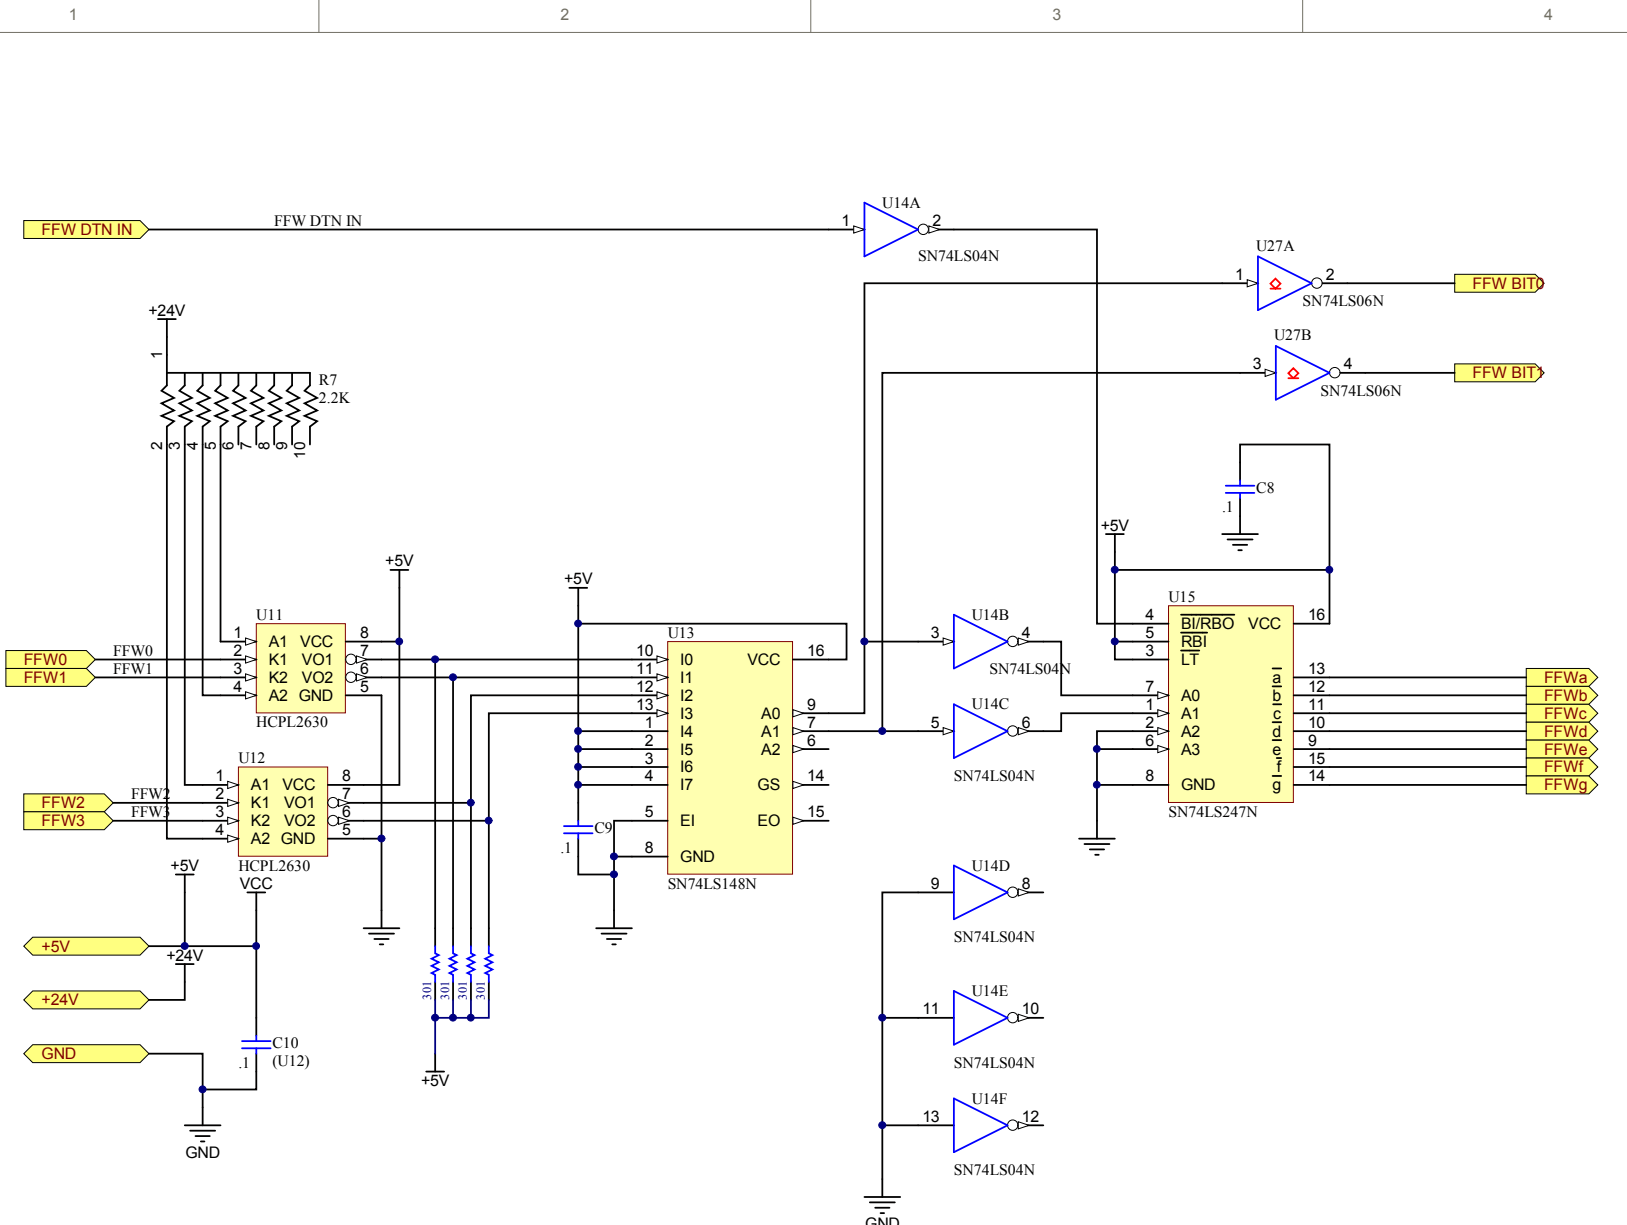 1 2 3 4
FFW DTN IN
FFW DTN IN
1
U14A
2
SN74LS04N
1
U27A
2
SN74LS06N
FFW BIT0
3
U27B
4
SN74LS06N
FFW BIT1
+24V
1
R7
2.2K
2 3 4 5 6 7 8 9 10
C8
.1
+5V
+5V
+5V
U11
1 A1 VCC 8
FFW0 FFW0 2 K1 VO1 7
FFW1 FFW1 3 K2 VO2 6
4 A2 GND 5
HCPL2630
U12
1 A1 VCC 8
FFW2 FFW2 2 K1 VO1 7
FFW3 FFW3 3 K2 VO2 6
4 A2 GND 5
HCPL2630
U13
10 I0 VCC 16
11 I1
12 I2
13 I3 A0 9
1 I4 A1 7
2 I5 A2 6
3 I6
4 I7 GS 14
5 EI EO 15
8 GND
SN74LS148N
C9
.1
3
U14B
4
SN74LS04N
5
U14C
6
SN74LS04N
U15
4 BI/RBO VCC 16
5 RBI
3 LT
a 13 FFWa
7 A0 b 12 FFWb
1 A1 c 11 FFWc
2 A2 d 10 FFWd
6 A3 e 9 FFWe
f 15 FFWf
8 GND g 14 FFWg
SN74LS247N
+5V
VCC
+5V
+24V
+24V
GND
C10
.1 (U12)
GND
301 301 301 301
+5V
9
U14D
8
SN74LS04N
11
U14E
10
SN74LS04N
13
U14F
12
SN74LS04N
GND